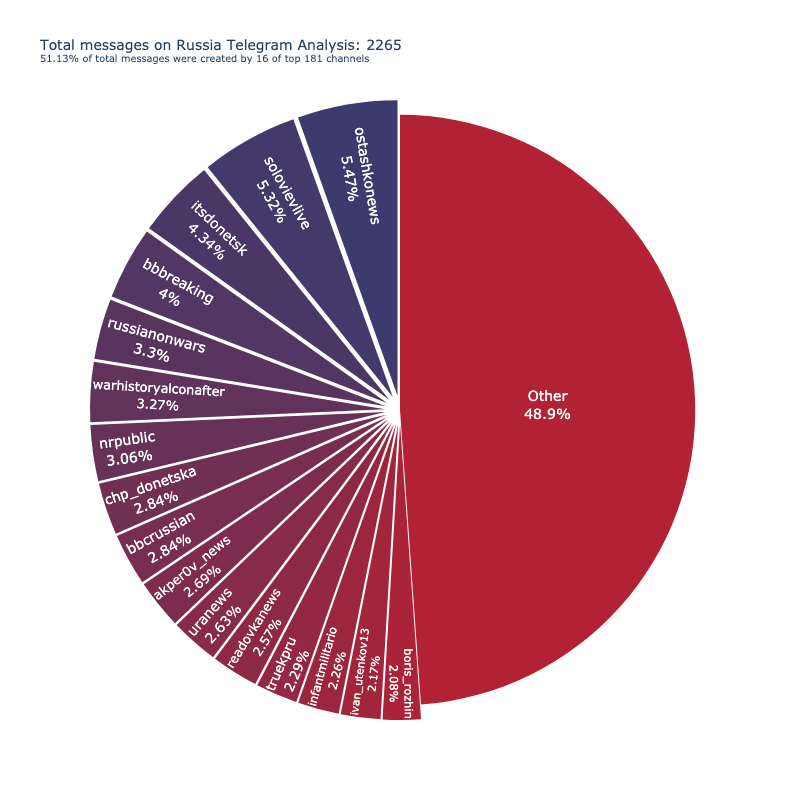 Total messages on Russia Telegram Analysis: 2265
51.13% of total messages were created by 16 of top 181 channels
ostashkonews
5.47%
solovievlive
5.32%
itsdonetsk
4.34%
bbbreaking
4%
russianonwars
3.3%
warhistoryalconafter
3.27%
nrpublic
3.06%
chp_donetska
2.84%
bbcrussian
2.84%
akper0v_news
2.69%
uranews
2.63%
readovkanews
2.57%
truekpru
2.29%
infantmilitario
2.26%
ivan_utenkov13
2.17%
boris_rozhin
2.08%
Other
48.9%